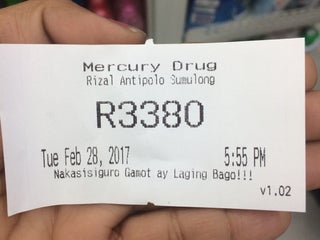 Mercury Drug
Rizal Antipolo Sumulong
R3380
Tue Feb 28, 2017 5:55 PM
Nakasisiguro Gamot ay Laging Bago!!!
v1.02